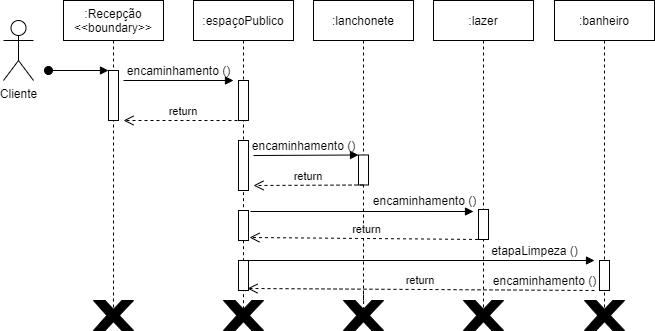 :Recepção
<<boundary>>
:espaçoPublico
:lanchonete
:lazer
:banheiro
Cliente
encaminhamento ()
return
encaminhamento ()
return
encaminhamento ()
return
etapaLimpeza ()
return
encaminhamento ()